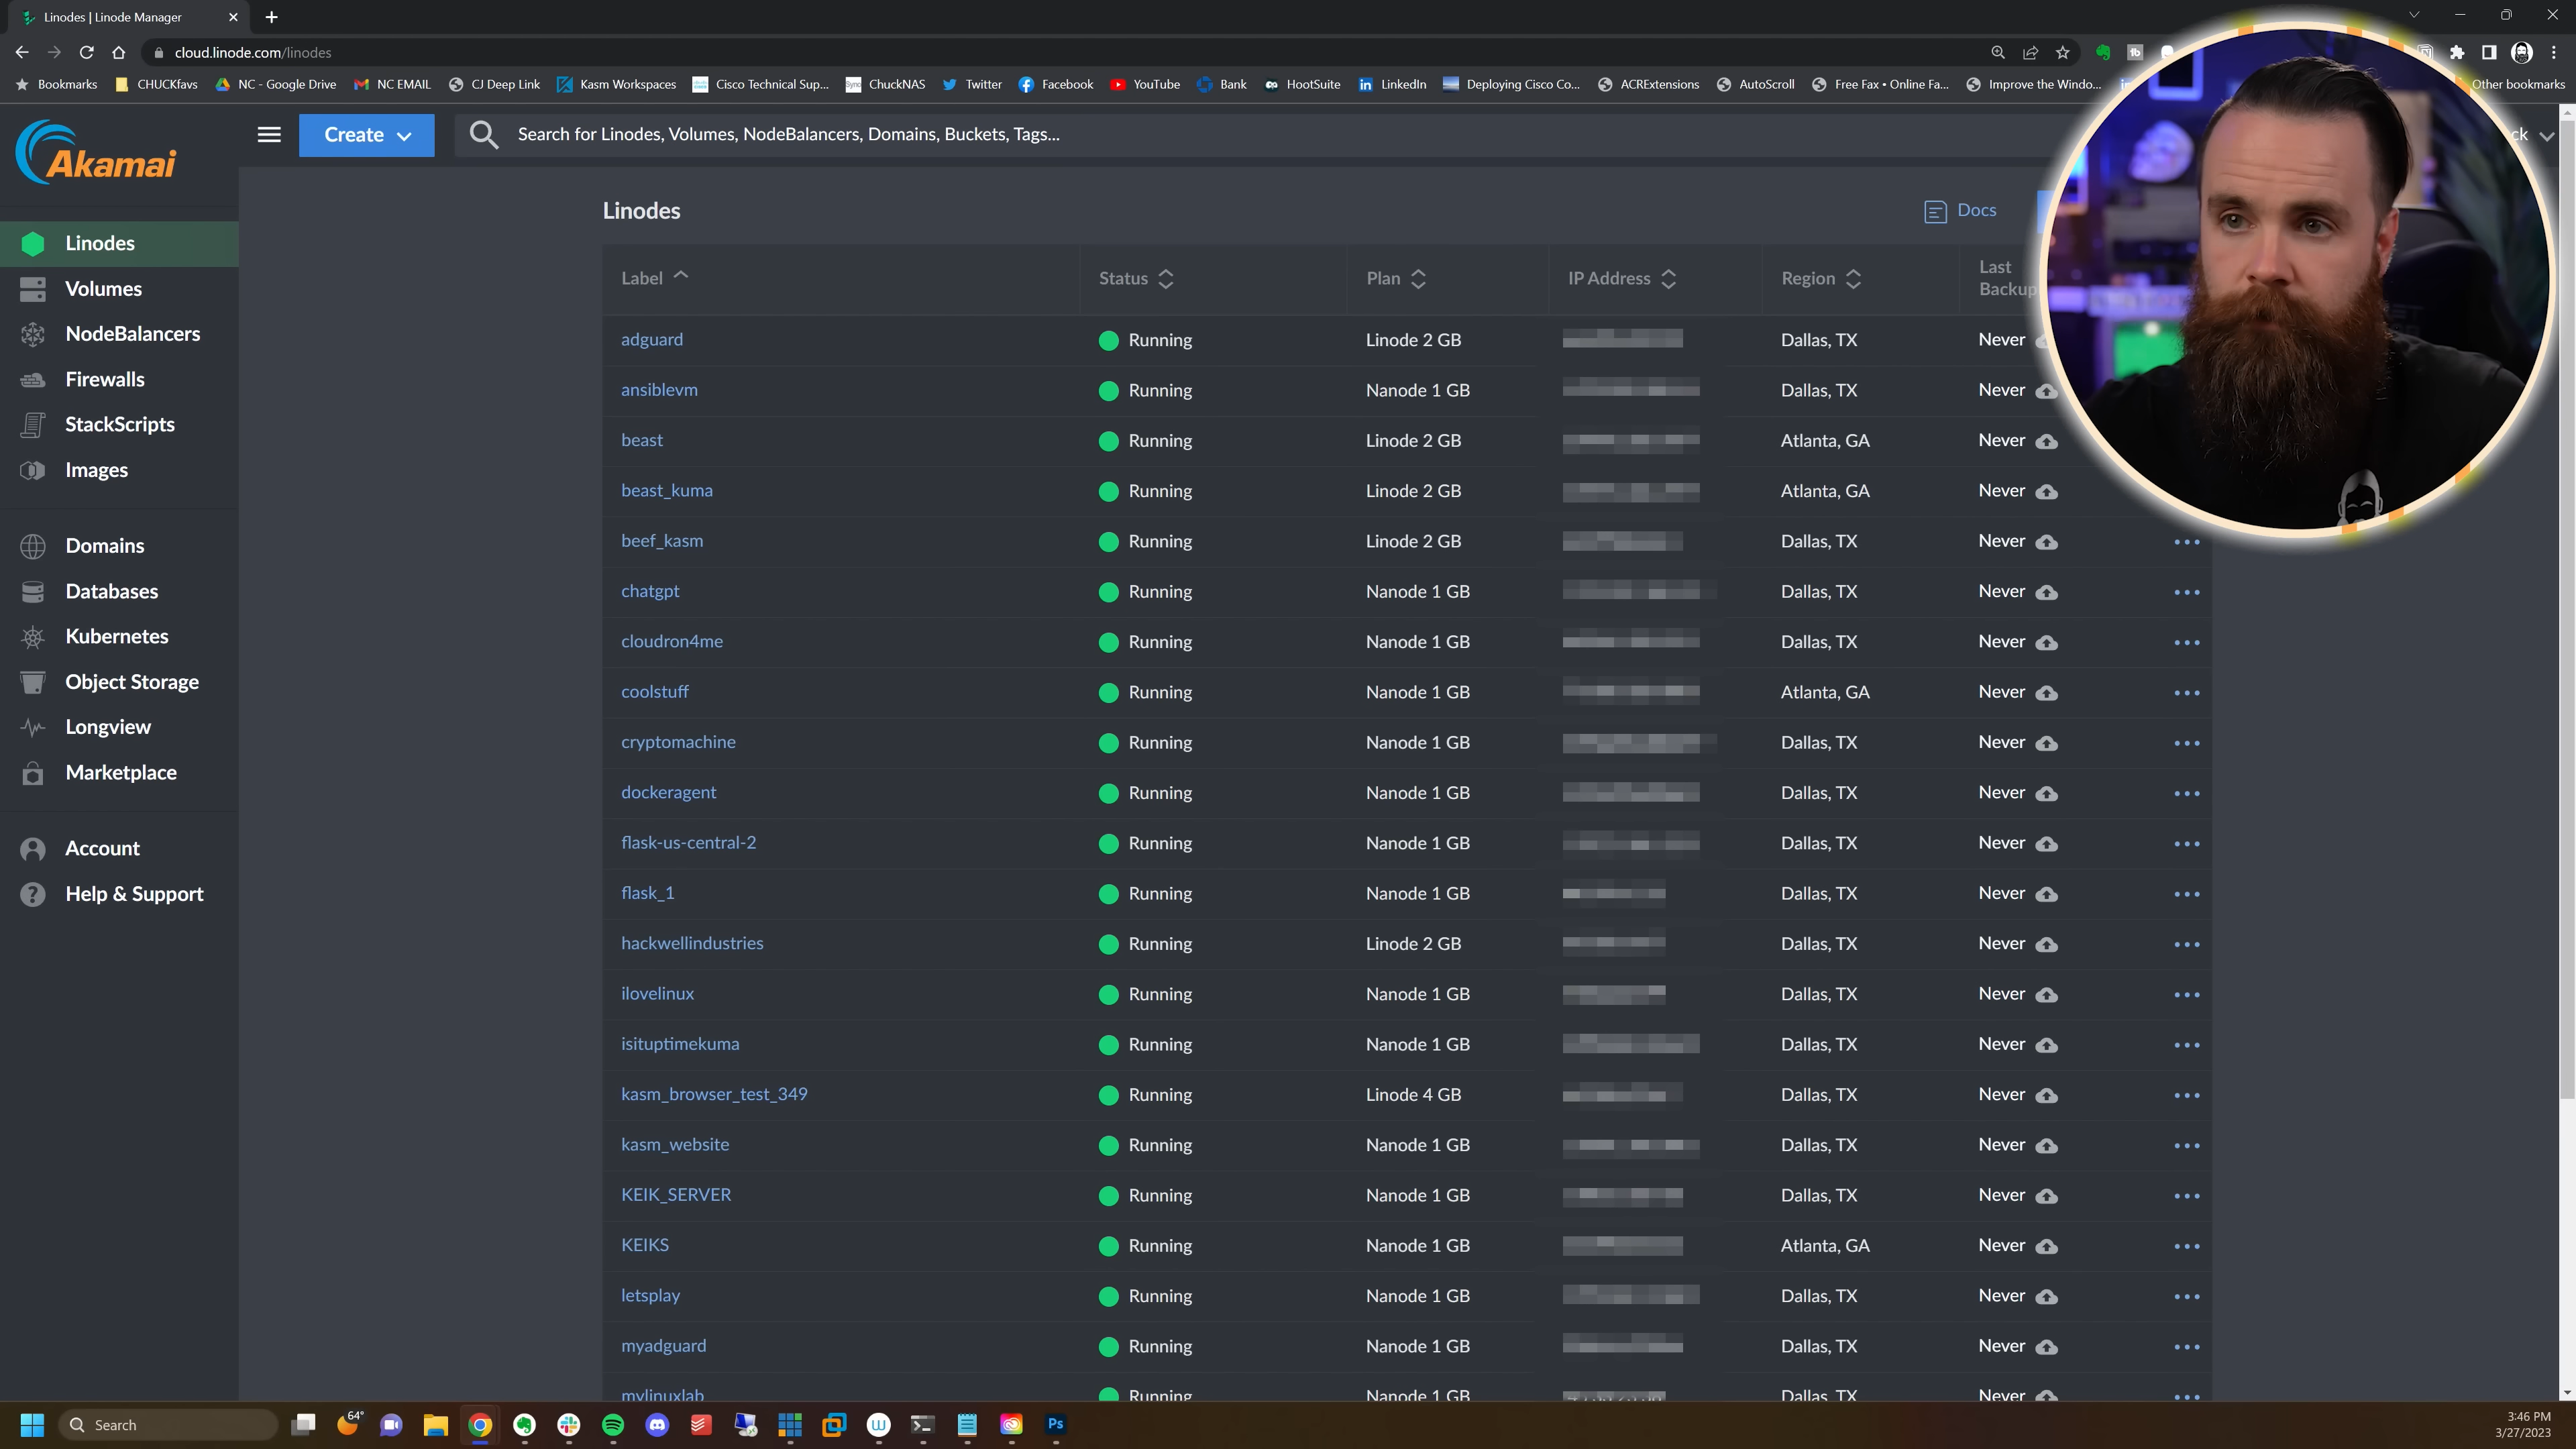 Linodes | Linode Manager
cloud.linode.com/linodes
Bookmarks CHUCKfavs NC - Google Drive NC EMAIL CJ Deep Link Kasm Workspaces Cisco Technical Sup... ChuckNAS Twitter Facebook YouTube Bank HootSuite LinkedIn Deploying Cisco Co... ACRExtensions AutoScroll Free Fax • Online Fa... Improve the Windo... Other bookmarks
Akamai
Create
Search for Linodes, Volumes, NodeBalancers, Domains, Buckets, Tags...
Linodes
Volumes
NodeBalancers
Firewalls
StackScripts
Images
Domains
Databases
Kubernetes
Object Storage
Longview
Marketplace
Account
Help & Support
Linodes
Docs
Label Status Plan IP Address Region Last Backup
adguard Running Linode 2 GB Dallas, TX Never
ansiblevm Running Nanode 1 GB Dallas, TX Never
beast Running Linode 2 GB Atlanta, GA Never
beast_kuma Running Linode 2 GB Atlanta, GA Never
beef_kasm Running Linode 2 GB Dallas, TX Never
chatgpt Running Nanode 1 GB Dallas, TX Never
cloudron4me Running Nanode 1 GB Dallas, TX Never
coolstuff Running Nanode 1 GB Atlanta, GA Never
cryptomachine Running Nanode 1 GB Dallas, TX Never
dockeragent Running Nanode 1 GB Dallas, TX Never
flask-us-central-2 Running Nanode 1 GB Dallas, TX Never
flask_1 Running Nanode 1 GB Dallas, TX Never
hackwellindustries Running Linode 2 GB Dallas, TX Never
ilovelinux Running Nanode 1 GB Dallas, TX Never
isituptimekuma Running Nanode 1 GB Dallas, TX Never
kasm_browser_test_349 Running Linode 4 GB Dallas, TX Never
kasm_website Running Nanode 1 GB Dallas, TX Never
KEIK_SERVER Running Nanode 1 GB Dallas, TX Never
KEIKS Running Nanode 1 GB Atlanta, GA Never
letsplay Running Nanode 1 GB Dallas, TX Never
myadguard Running Nanode 1 GB Dallas, TX Never
mylinuxlab Running Nanode 1 GB Dallas, TX Never
Search
64°
Ps
3:46 PM
3/27/2023